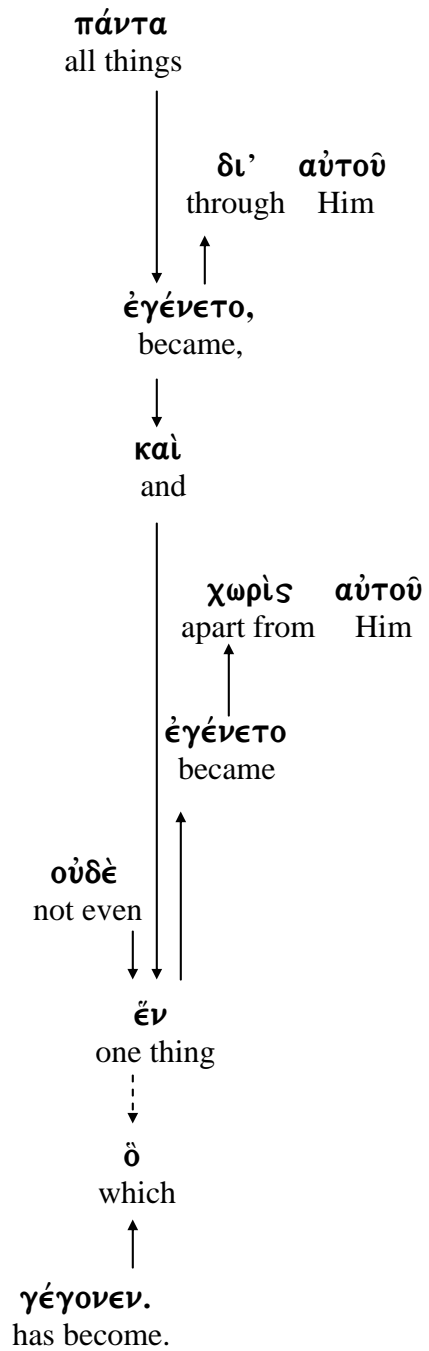 πάντα
all things
δι’ αὐτοῦ
through Him
ἐγένετο,
became,
καὶ
and
χωρὶς αὐτοῦ
apart from Him
ἐγένετο
became
οὐδὲ
not even
ἕν
one thing
ὃ
which
γέγονεν.
has become.